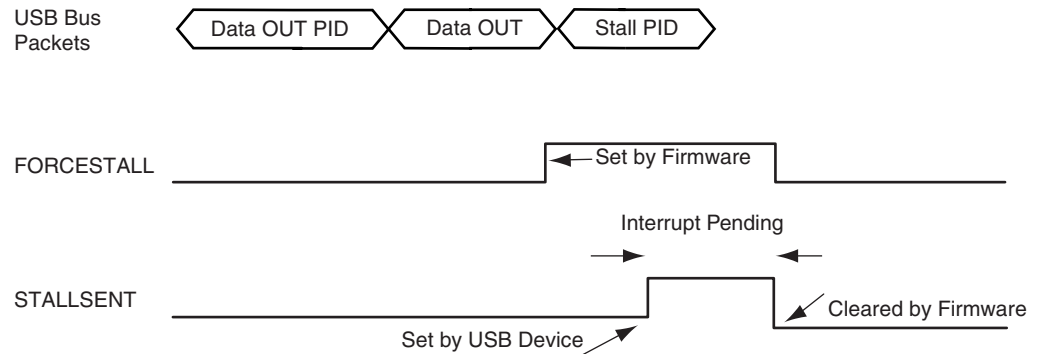 USB Bus
Packets
Data OUT PID
Data OUT
Stall PID
FORCESTALL
Set by Firmware
Interrupt Pending
STALLSENT
Cleared by Firmware
Set by USB Device